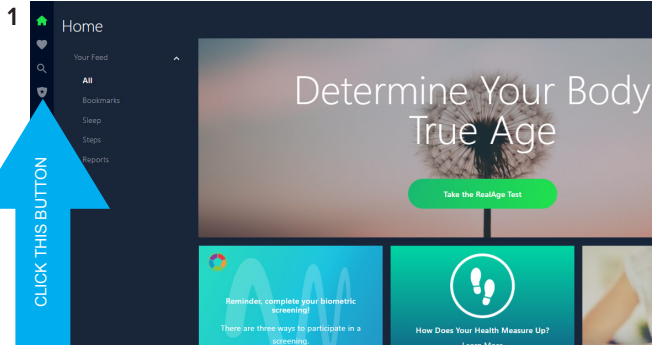 1
Home
Your Feed
All
Bookmarks
Sleep
Steps
Reports
CLICK THIS BUTTON
Determine Your Body
True Age
Take the RealAge Test
Reminder, complete your biometric
screening!
There are three ways to participate in a
screening.
How Does Your Health Measure Up?
Learn More